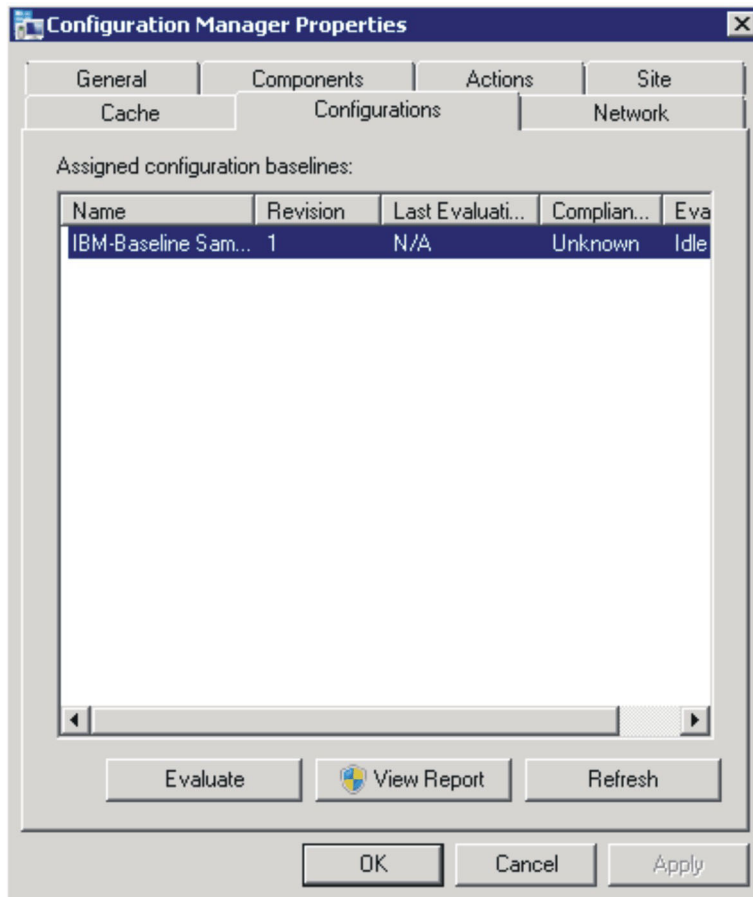 Configuration Manager Properties
General Components Actions Site
Cache Configurations Network
Assigned configuration baselines:
Name Revision Last Evaluati... Complian... Eva
IBM-Baseline Sam... 1 N/A Unknown Idle
Evaluate View Report Refresh
OK Cancel Apply